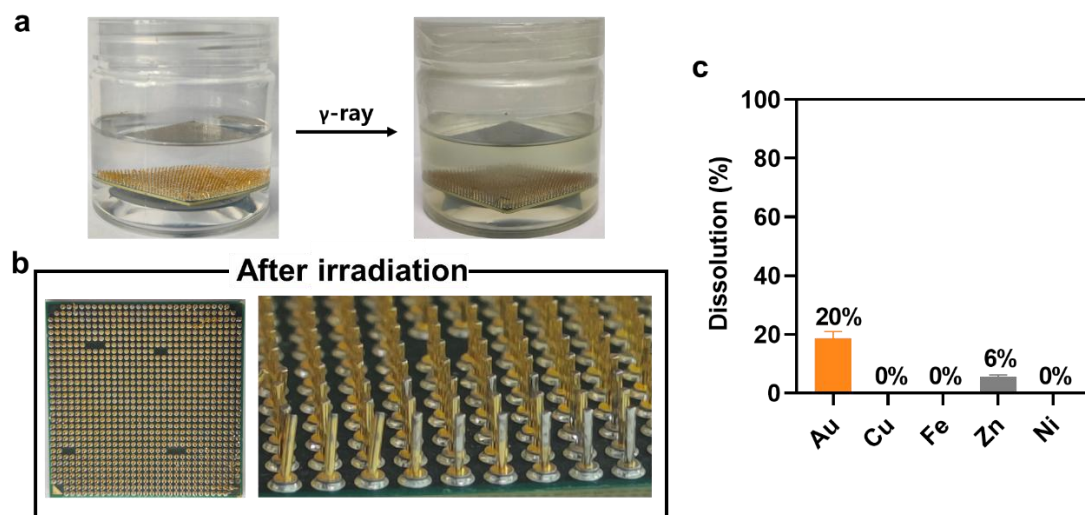 a
γ-ray
b
After irradiation
c
Dissolution (%)
100
80
60
40
20
0
20%
0%
0%
6%
0%
Au
Cu
Fe
Zn
Ni